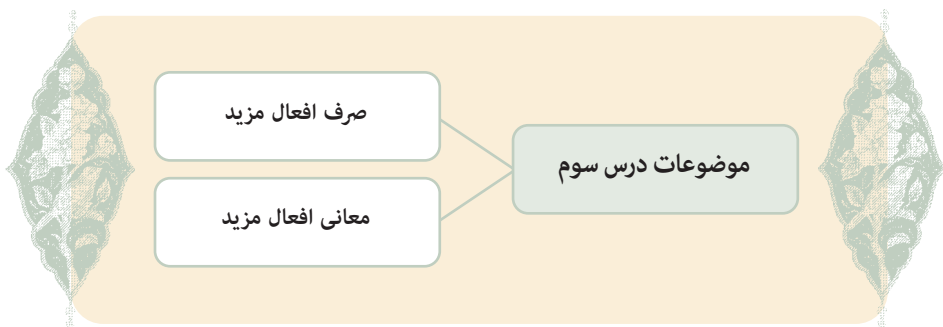 موضوعات درس سوم
صرف افعال مزید
معانی افعال مزید